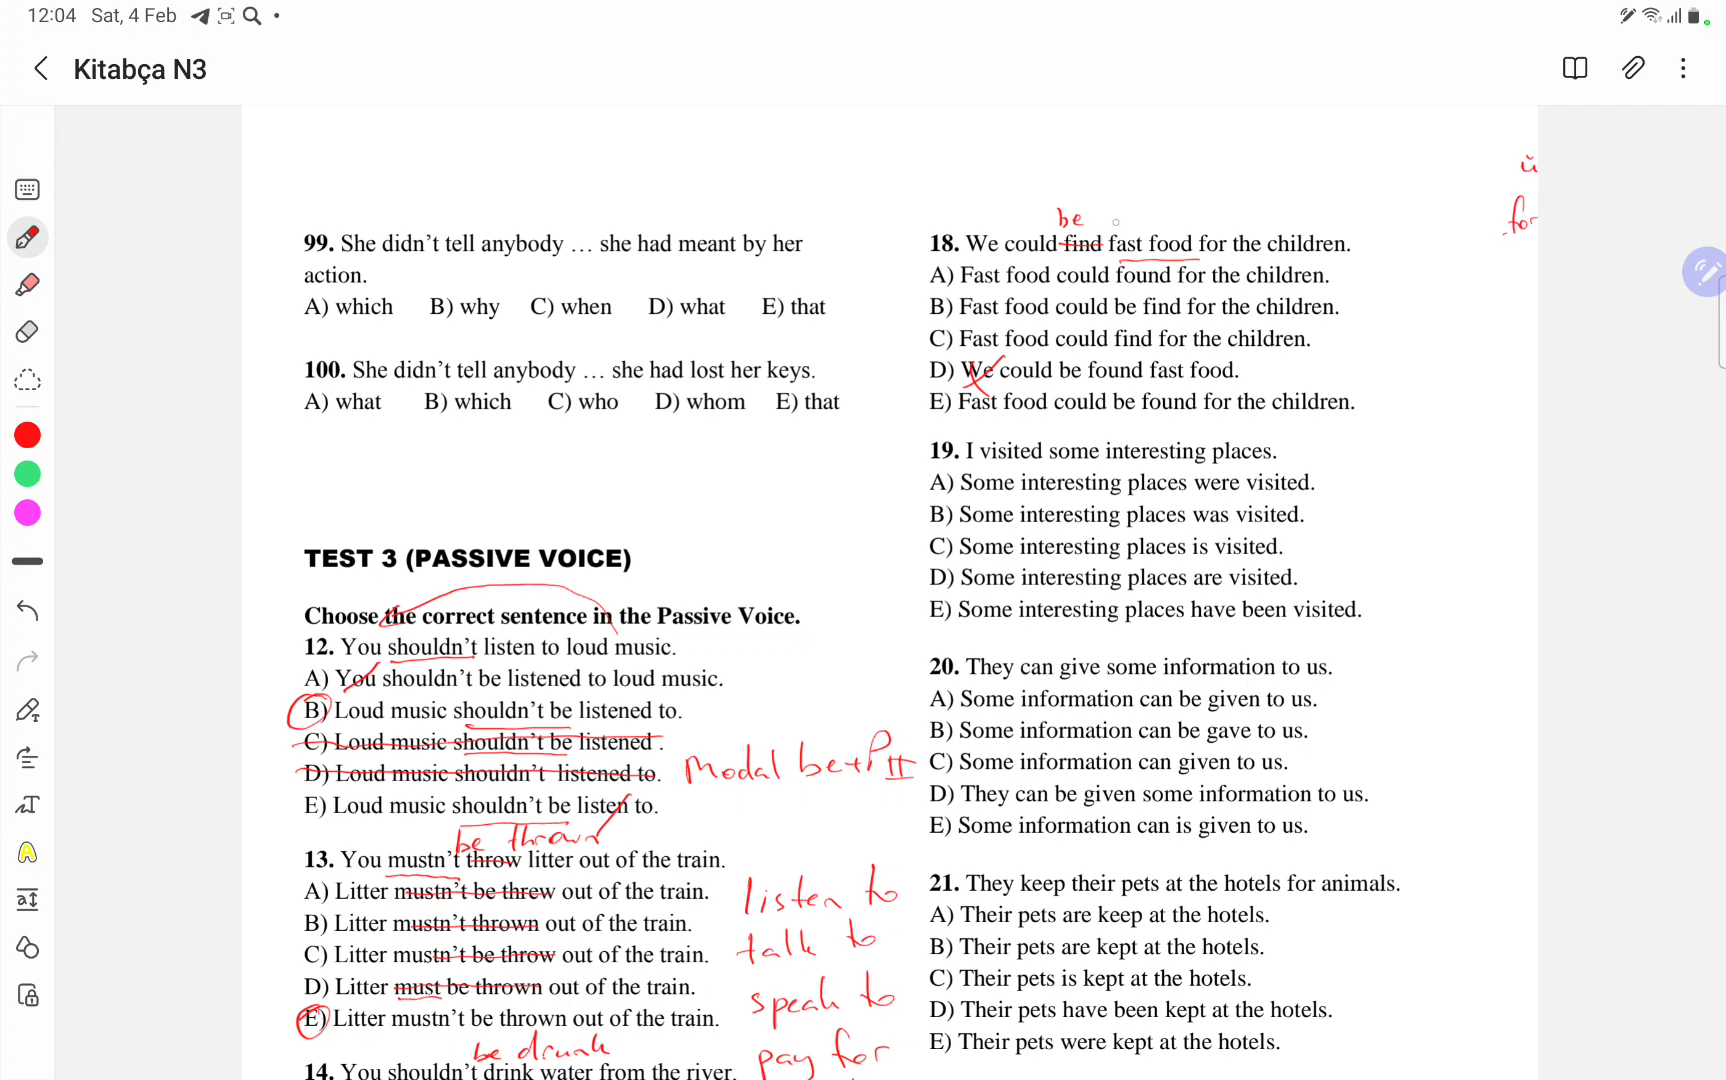 12:04 Sat, 4 Feb
Kitabça N3
99. She didn't tell anybody … she had meant by her
action.
A) which B) why C) when D) what E) that
100. She didn't tell anybody … she had lost her keys.
A) what B) which C) who D) whom E) that
TEST 3 (PASSIVE VOICE)
Choose the correct sentence in the Passive Voice.
12. You shouldn't listen to loud music.
A) You shouldn't be listened to loud music.
B) Loud music shouldn't be listened to.
C) Loud music shouldn't be listened .
D) Loud music shouldn't listened to.
Modal be+PII
E) Loud music shouldn't be listen to.
be thrown
13. You mustn't throw litter out of the train.
A) Litter mustn't be threw out of the train.
B) Litter mustn't thrown out of the train.
C) Litter mustn't be throw out of the train.
D) Litter must be thrown out of the train.
E) Litter mustn't be thrown out of the train.
be drunk
14. You shouldn't drink water from the river.
listen to
talk to
speak to
pay for
be
18. We could find fast food for the children.
A) Fast food could found for the children.
B) Fast food could be find for the children.
C) Fast food could find for the children.
D) We could be found fast food.
E) Fast food could be found for the children.
19. I visited some interesting places.
A) Some interesting places were visited.
B) Some interesting places was visited.
C) Some interesting places is visited.
D) Some interesting places are visited.
E) Some interesting places have been visited.
20. They can give some information to us.
A) Some information can be given to us.
B) Some information can be gave to us.
C) Some information can given to us.
D) They can be given some information to us.
E) Some information can is given to us.
21. They keep their pets at the hotels for animals.
A) Their pets are keep at the hotels.
B) Their pets are kept at the hotels.
C) Their pets is kept at the hotels.
D) Their pets have been kept at the hotels.
E) Their pets were kept at the hotels.
for